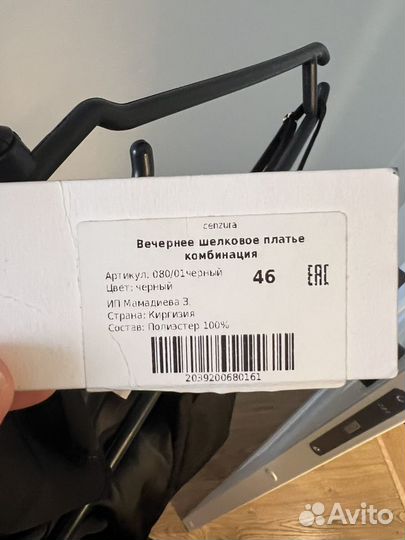 cenzura
Вечернее шелковое платье
комбинация
Артикул: 080/01черный
Цвет: черный
46
EAC
ИП Мамадиева З.
Страна: Киргизия
Состав: Полиэстер 100%
2039200680161
Avito